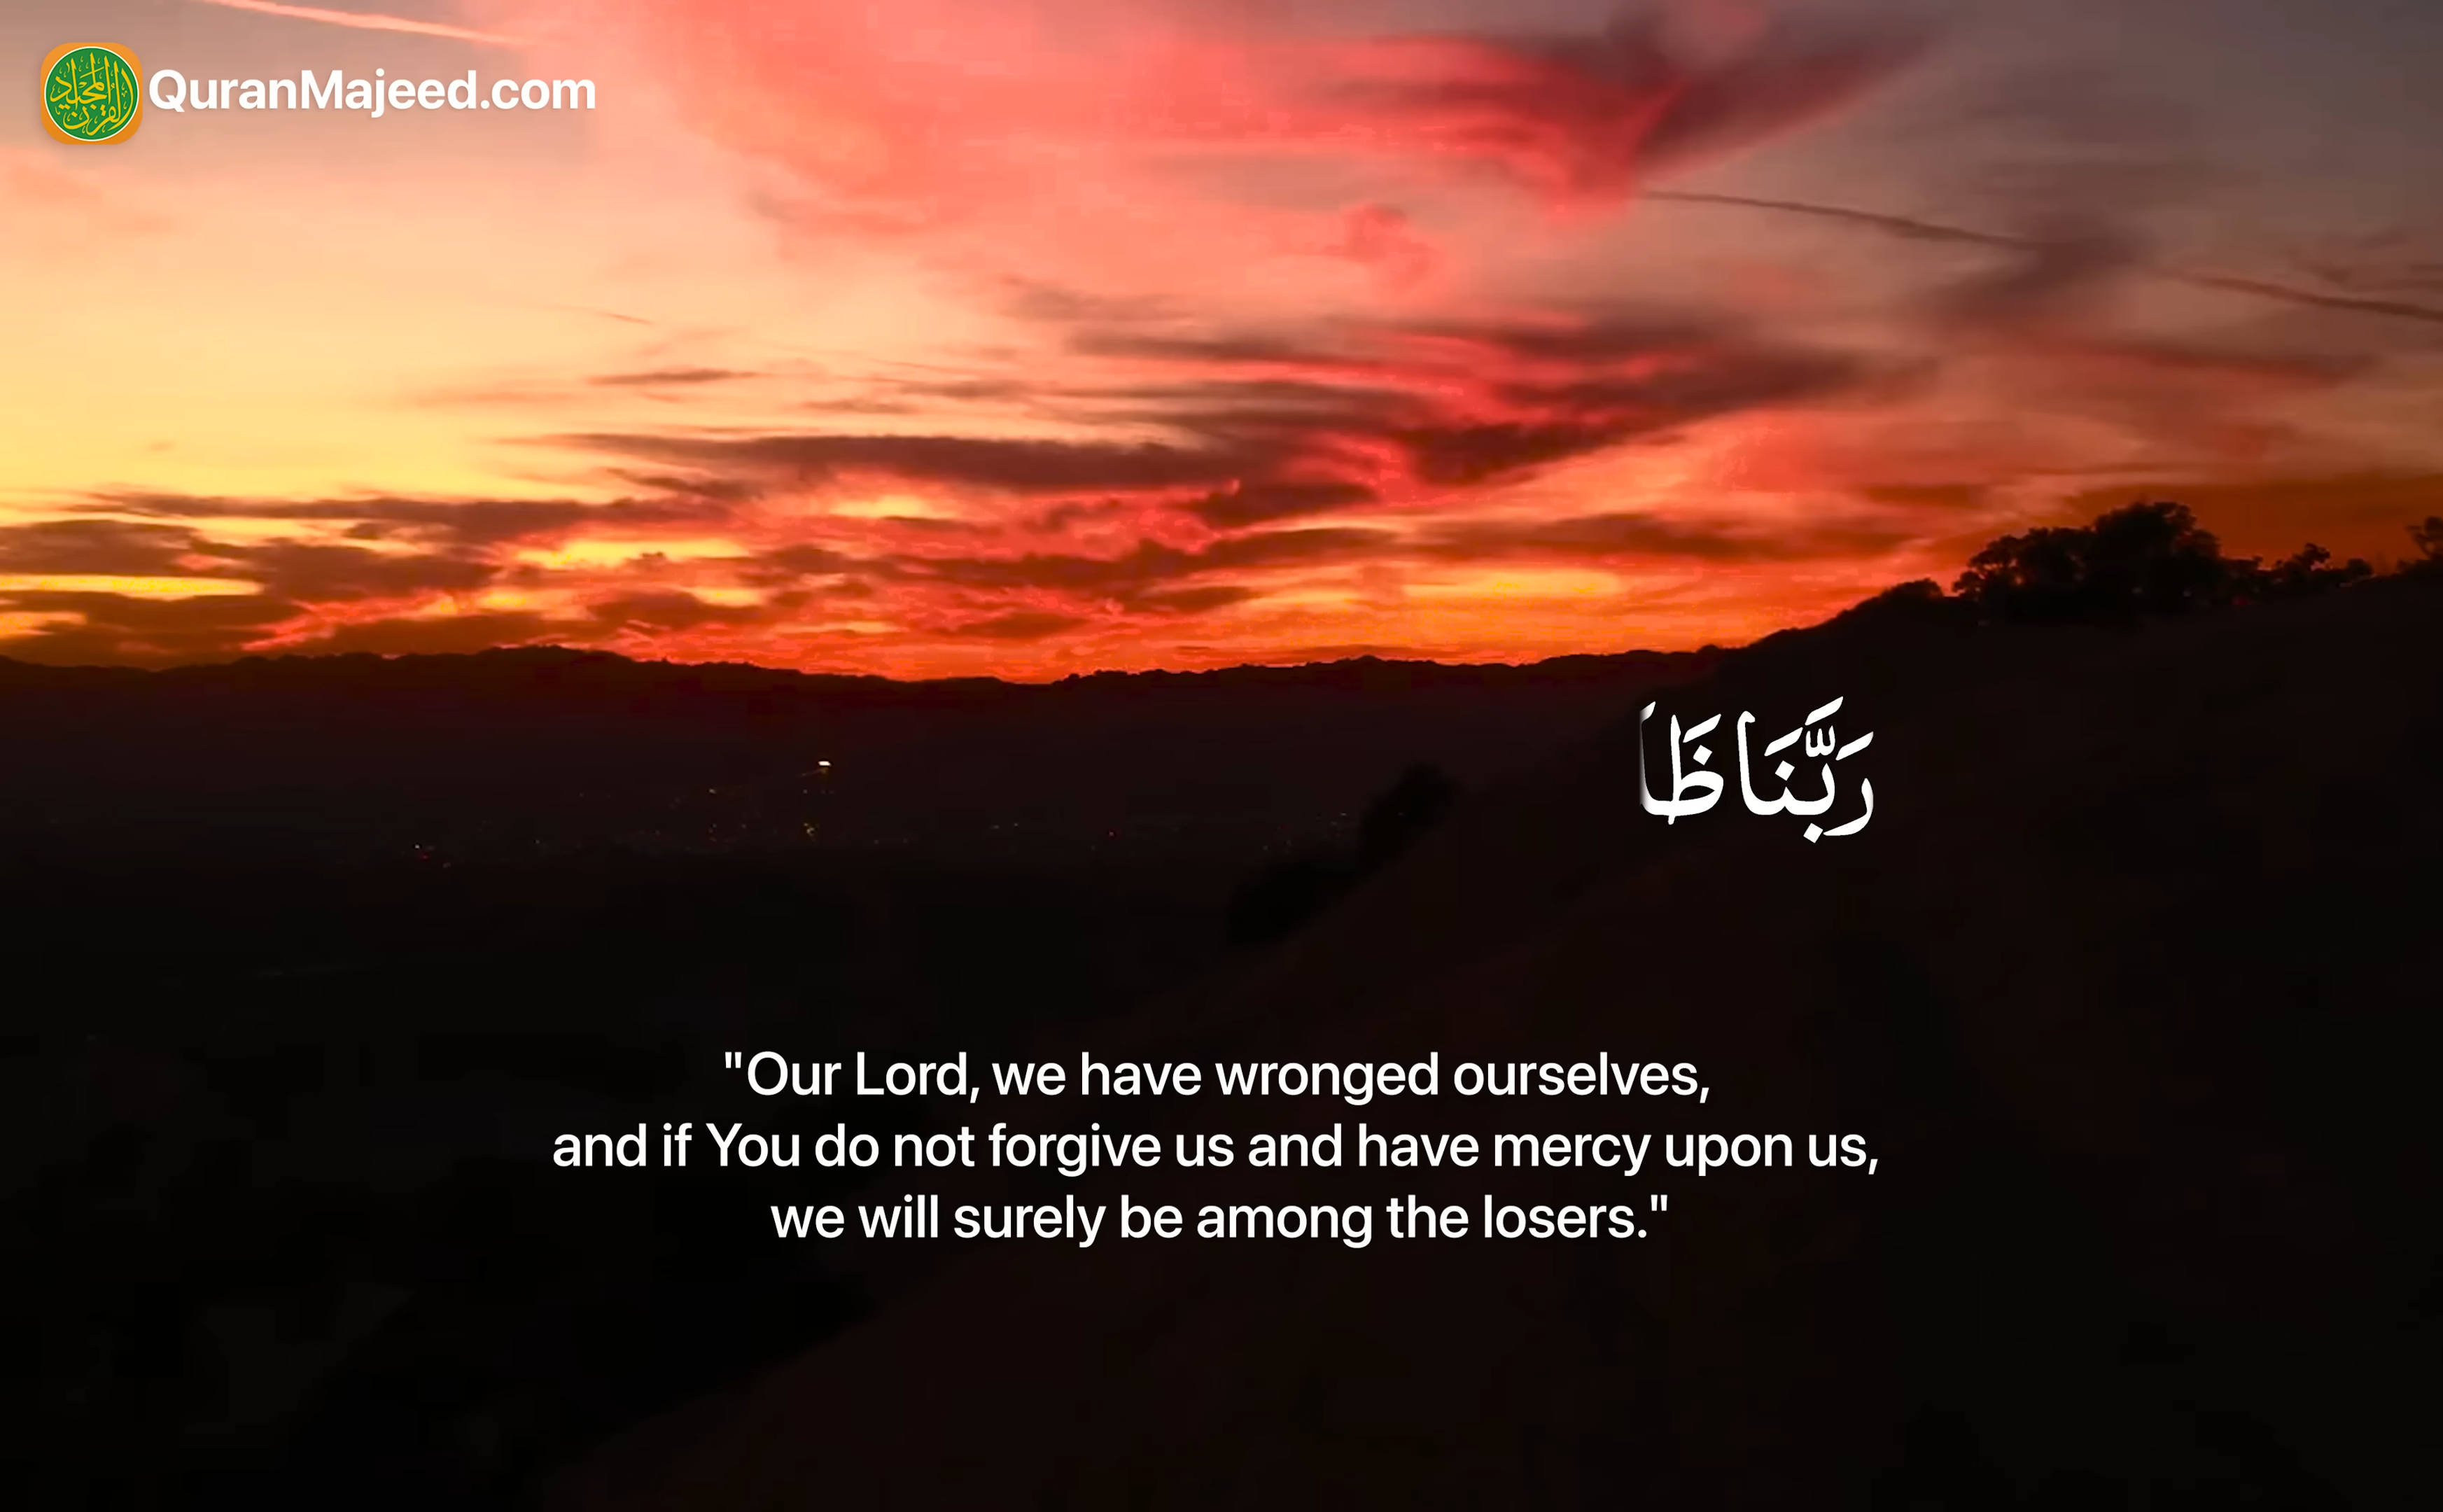 QuranMajeed.com
رَبَّنَا
"Our Lord, we have wronged ourselves,
and if You do not forgive us and have mercy upon us,
we will surely be among the losers."